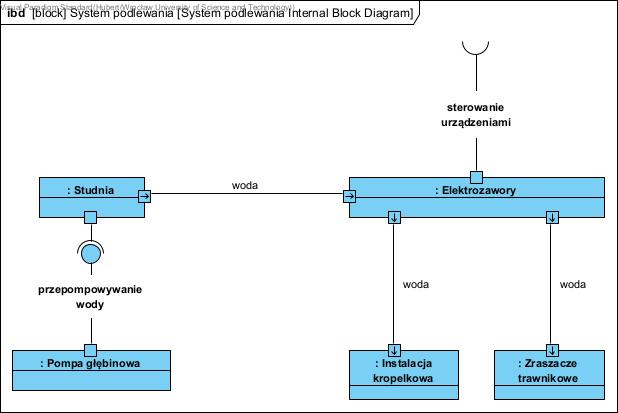 Visual Paradigm Standard(Hubert(Wroclaw University of Science and Technology))
ibd [block] System podlewania [System podlewania Internal Block Diagram]
sterowanie
urządzeniami
: Studnia
woda
: Elektrozawory
przepompowywanie
wody
woda
woda
: Pompa głębinowa
: Instalacja
kropelkowa
: Zraszacze
trawnikowe